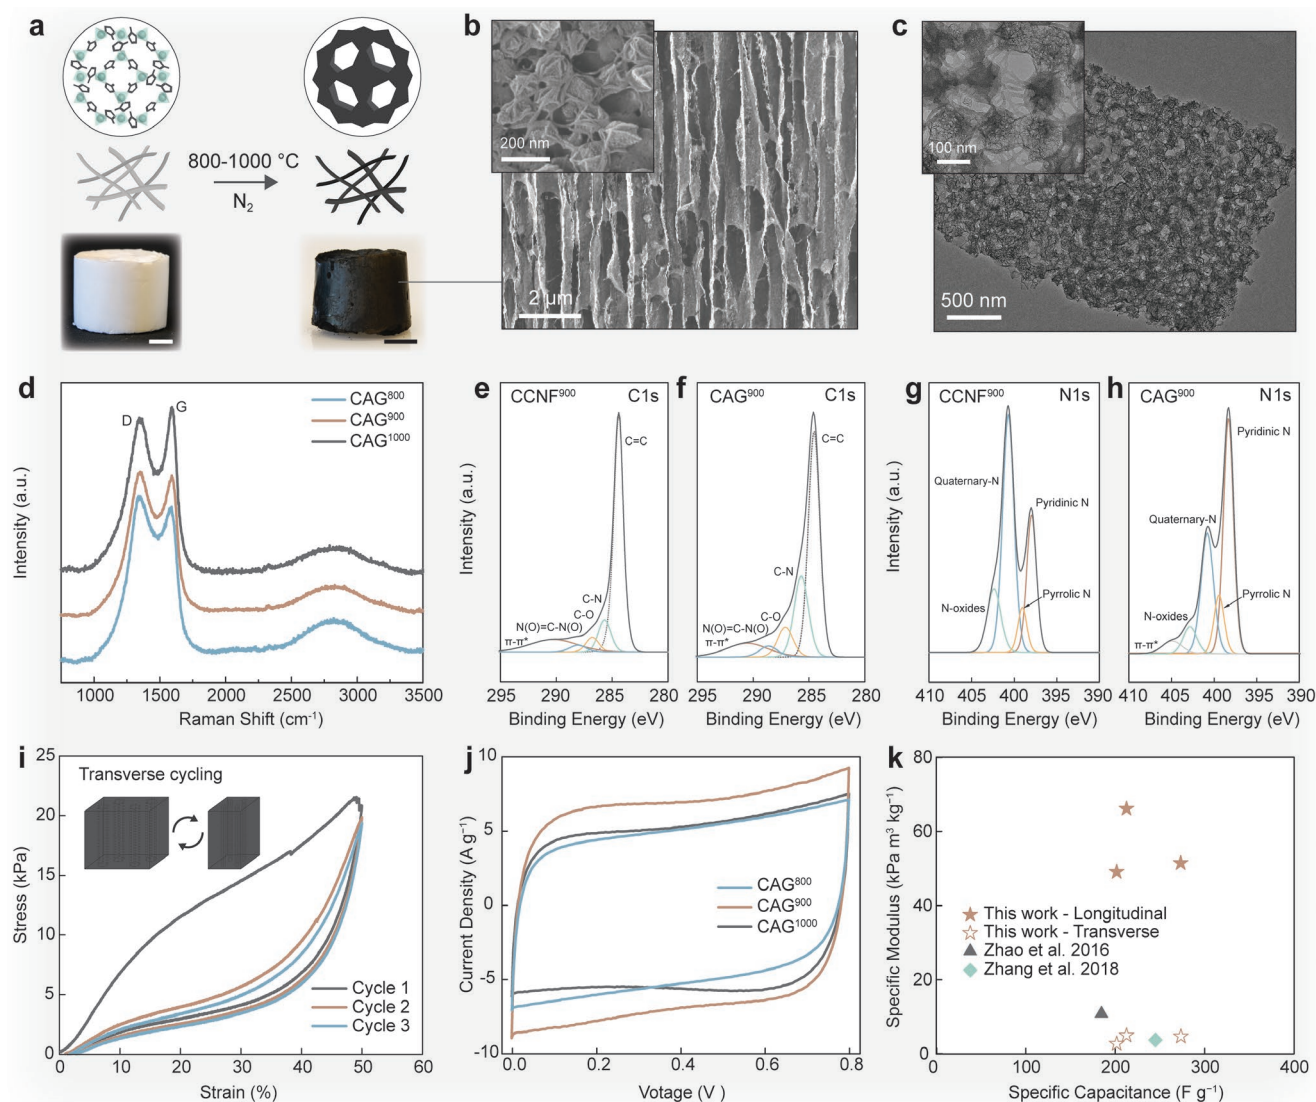 a
800-1000 °C
N₂
b
200 nm
2 µm
c
100 nm
500 nm
d
D
G
CAG⁸⁰⁰
CAG⁹⁰⁰
CAG¹⁰⁰⁰
Intensity (a.u.)
1000 1500 2000 2500 3000 3500
Raman Shift (cm⁻¹)
e
CCNF⁹⁰⁰
C1s
C=C
C-N
C-O
N(O)=C-N(O)
π-π*
Intensity (a.u.)
295 290 285 280
Binding Energy (eV)
f
CAG⁹⁰⁰
C1s
C=C
C-N
C-O
N(O)=C-N(O)
π-π*
295 290 285 280
Binding Energy (eV)
g
CCNF⁹⁰⁰
N1s
Quaternary-N
Pyridinic N
N-oxides
Pyrrolic N
Intensity (a.u.)
410 405 400 395 390
Binding Energy (eV)
h
CAG⁹⁰⁰
N1s
Pyridinic N
Quaternary-N
N-oxides
Pyrrolic N
π-π*
410 405 400 395 390
Binding Energy (eV)
i
Transverse cycling
Cycle 1
Cycle 2
Cycle 3
Stress (kPa)
25
20
15
10
5
0
0 10 20 30 40 50 60
Strain (%)
j
CAG⁸⁰⁰
CAG⁹⁰⁰
CAG¹⁰⁰⁰
Current Density (A g⁻¹)
10
5
0
-5
-10
0.0 0.2 0.4 0.6 0.8
Votage (V )
k
This work - Longitudinal
This work - Transverse
Zhao et al. 2016
Zhang et al. 2018
Specific Modulus (kPa m³ kg⁻¹)
80
60
40
20
0
0 100 200 300 400
Specific Capacitance (F g⁻¹)